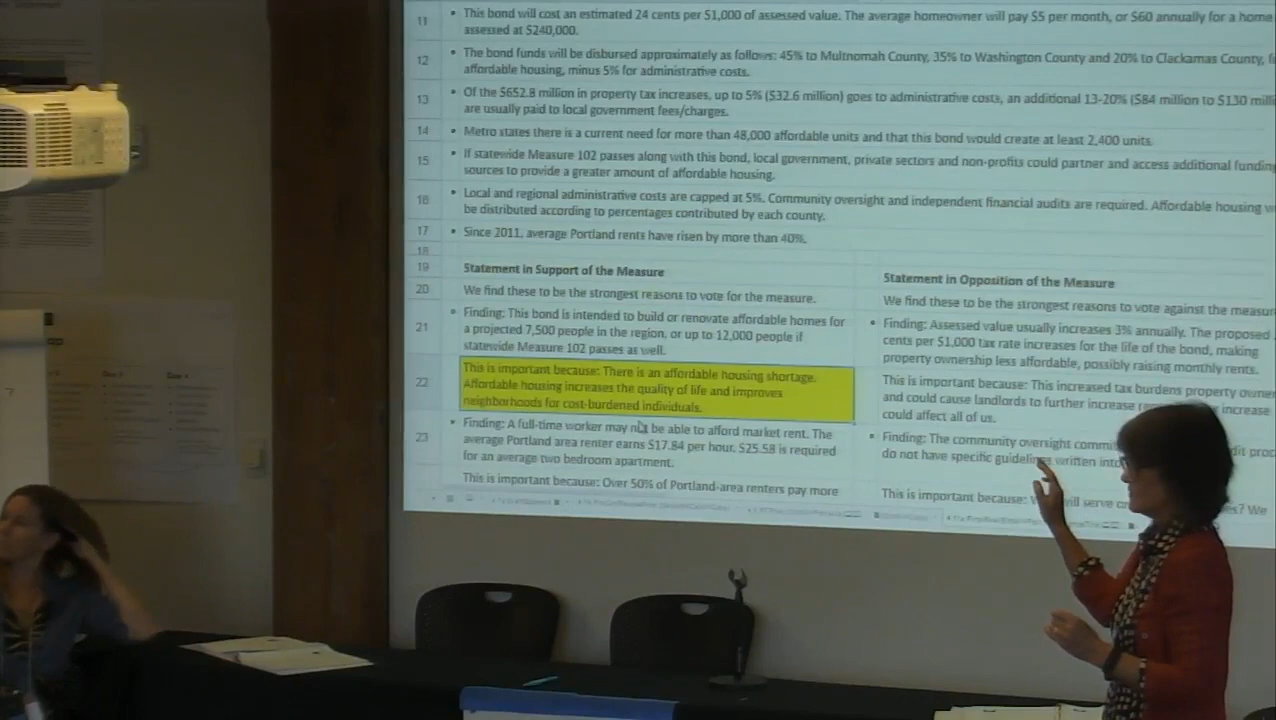 11 • This bond will cost an estimated 24 cents per $1,000 of assessed value. The average homeowner will pay $5 per month, or $60 annually for a home
assessed at $240,000.
12 • The bond funds will be disbursed approximately as follows: 45% to Multnomah County, 35% to Washington County and 20% to Clackamas County,
affordable housing, minus 5% for administrative costs.
13 • Of the $652.8 million in property tax increases, up to 5% ($32.6 million) goes to administrative costs, an additional 13-20% ($84 million to $130
are usually paid to local government fees/charges.
14 • Metro states there is a current need for more than 48,000 affordable units and that this bond would create at least 2,400 units.
15 • If statewide Measure 102 passes along with this bond, local government, private sectors and non-profits could partner and access additional funding
sources to provide a greater amount of affordable housing.
16 • Local and regional administrative costs are capped at 5%. Community oversight and independent financial audits are required. Affordable housing
be distributed according to percentages contributed by each county.
17 • Since 2011, average Portland rents have risen by more than 40%.
18
19 Statement in Support of the Measure
20 We find these to be the strongest reasons to vote for the measure.
21 • Finding: This bond is intended to build or renovate affordable homes for
a projected 7,500 people in the region, or up to 12,000 people if
statewide Measure 102 passes as well.
22 This is important because: There is an affordable housing shortage.
Affordable housing increases the quality of life and improves
neighborhoods for cost-burdened individuals.
23 • Finding: A full-time worker may not be able to afford market rent. The
average Portland area renter earns $17.84 per hour. $25.58 is required
for an average two bedroom apartment.
This is important because: Over 50% of Portland-area renters pay more
Statement in Opposition of the Measure
We find these to be the strongest reasons to vote against the
• Finding: Assessed value usually increases 3% annually. The proposed
cents per $1,000 tax rate increases for the life of the bond, making
property ownership less affordable, possibly raising monthly rents.
This is important because: This increased tax burdens property
and could cause landlords to further increase increase
could affect all of us.
• Finding: The community oversight
do not have specific guidelines written
This is important because: will serve We